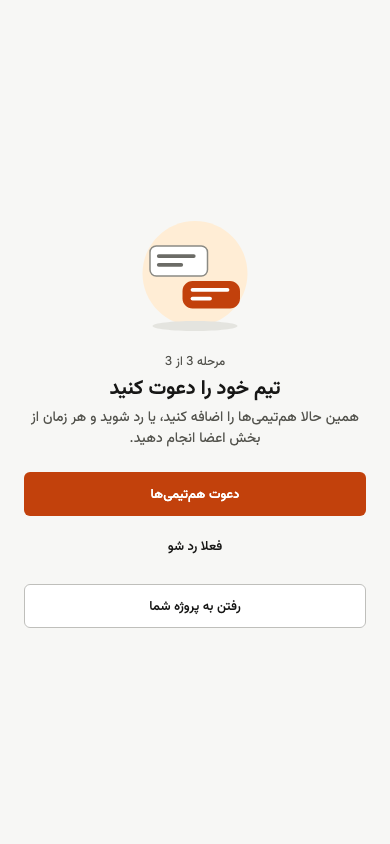 مرحله 3 از 3
تیم خود را دعوت کنید
همین حالا هم‌تیمی‌ها را اضافه کنید، یا رد شوید و هر زمان از
بخش اعضا انجام دهید.
دعوت هم‌تیمی‌ها
فعلا رد شو
رفتن به پروژه شما